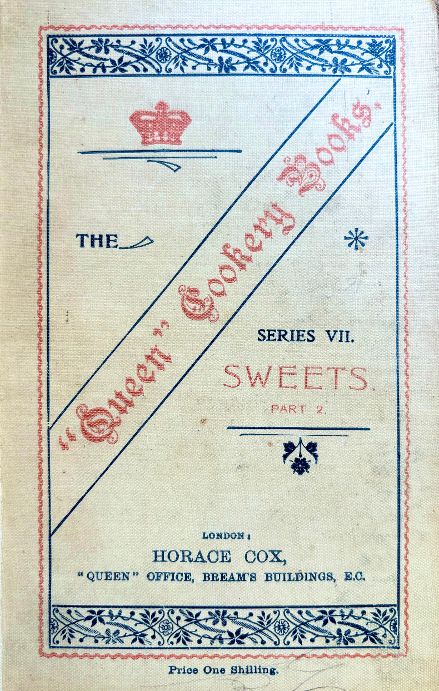 THE
"Queen" Cookery Books.
SERIES VII.
SWEETS.
PART 2.
LONDON:
HORACE COX,
"QUEEN" OFFICE, BREAM'S BUILDINGS, E.C.
Price One Shilling.